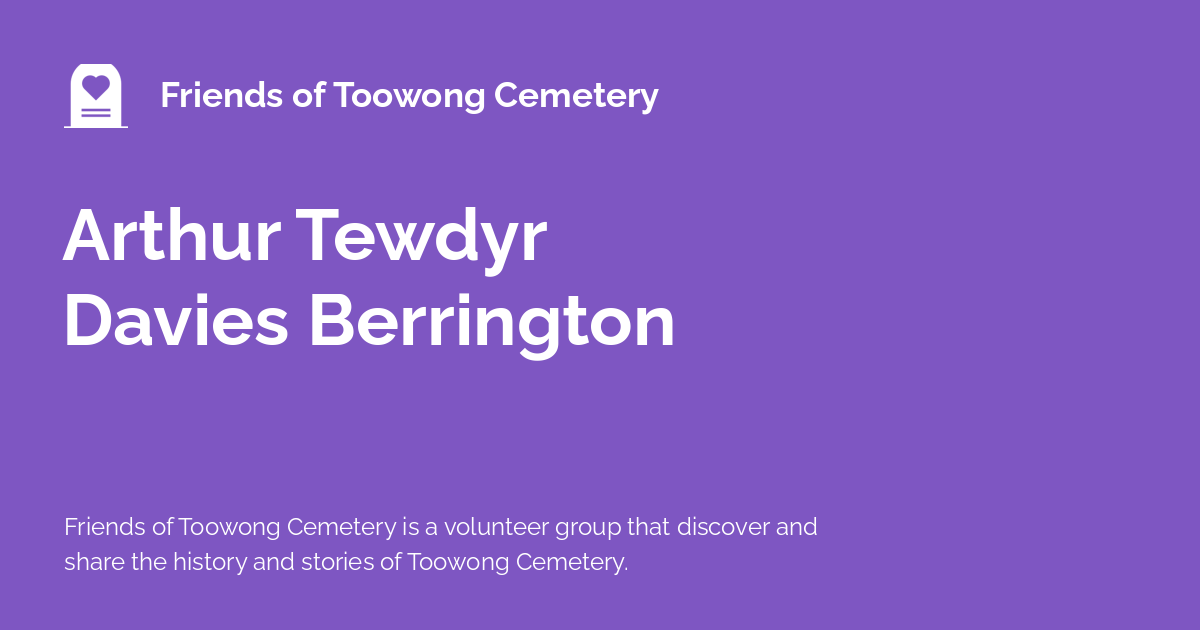 Friends of Toowong Cemetery
Arthur Tewdyr
Davies Berrington
Friends of Toowong Cemetery is a volunteer group that discover and
share the history and stories of Toowong Cemetery.